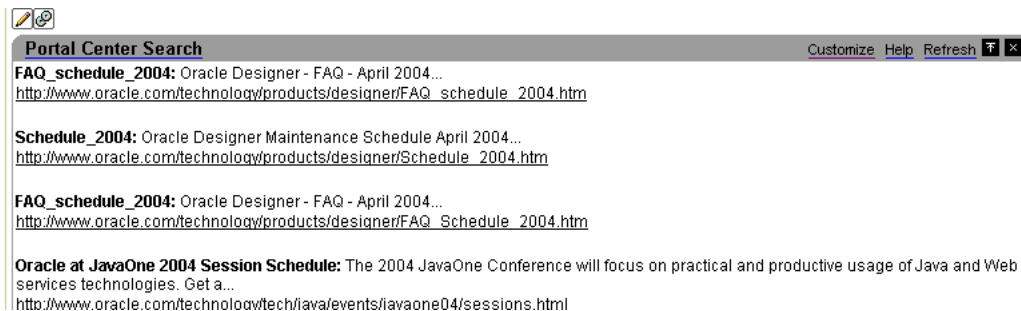 Portal Center Search Customize Help Refresh
FAQ_schedule_2004: Oracle Designer - FAQ - April 2004...
http://www.oracle.com/technology/products/designer/FAQ_schedule_2004.htm
Schedule_2004: Oracle Designer Maintenance Schedule April 2004...
http://www.oracle.com/technology/products/designer/Schedule_2004.htm
FAQ_schedule_2004: Oracle Designer - FAQ - April 2004...
http://www.oracle.com/technology/products/designer/FAQ_Schedule_2004.htm
Oracle at JavaOne 2004 Session Schedule: The 2004 JavaOne Conference will focus on practical and productive usage of Java and Web
services technologies. Get a...
http://www.oracle.com/technology/tech/java/events/javaone04/sessions.html